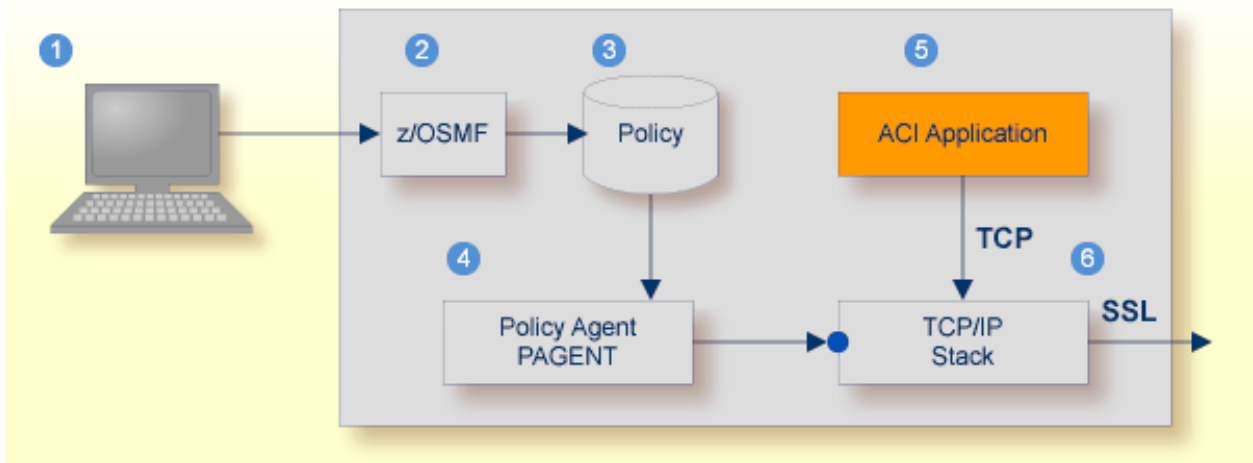 1
2
3
5
z/OSMF
Policy
ACI Application
TCP
4
6
Policy Agent
PAGENT
TCP/IP
Stack
SSL